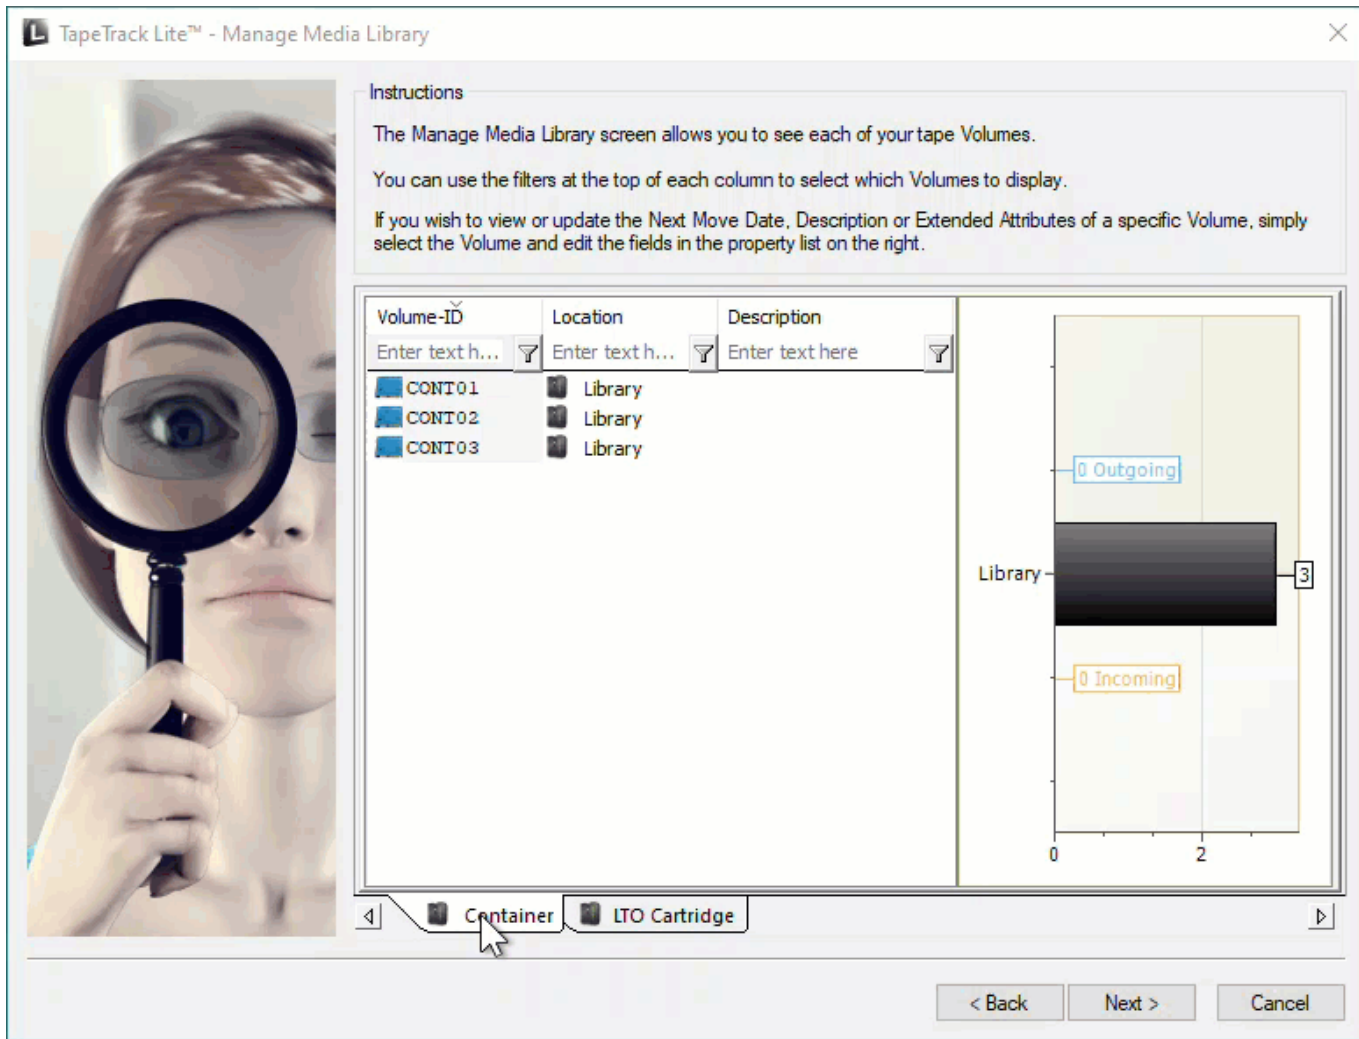 TapeTrack Lite™ - Manage Media Library
Instructions
The Manage Media Library screen allows you to see each of your tape Volumes.
You can use the filters at the top of each column to select which Volumes to display.
If you wish to view or update the Next Move Date, Description or Extended Attributes of a specific Volume, simply
select the Volume and edit the fields in the property list on the right.
Volume-ID Location Description
Enter text h... Enter text h... Enter text here
CONT01 Library
CONT02 Library
CONT03 Library
0 Outgoing
Library 3
0 Incoming
0 2
Container LTO Cartridge
< Back Next > Cancel